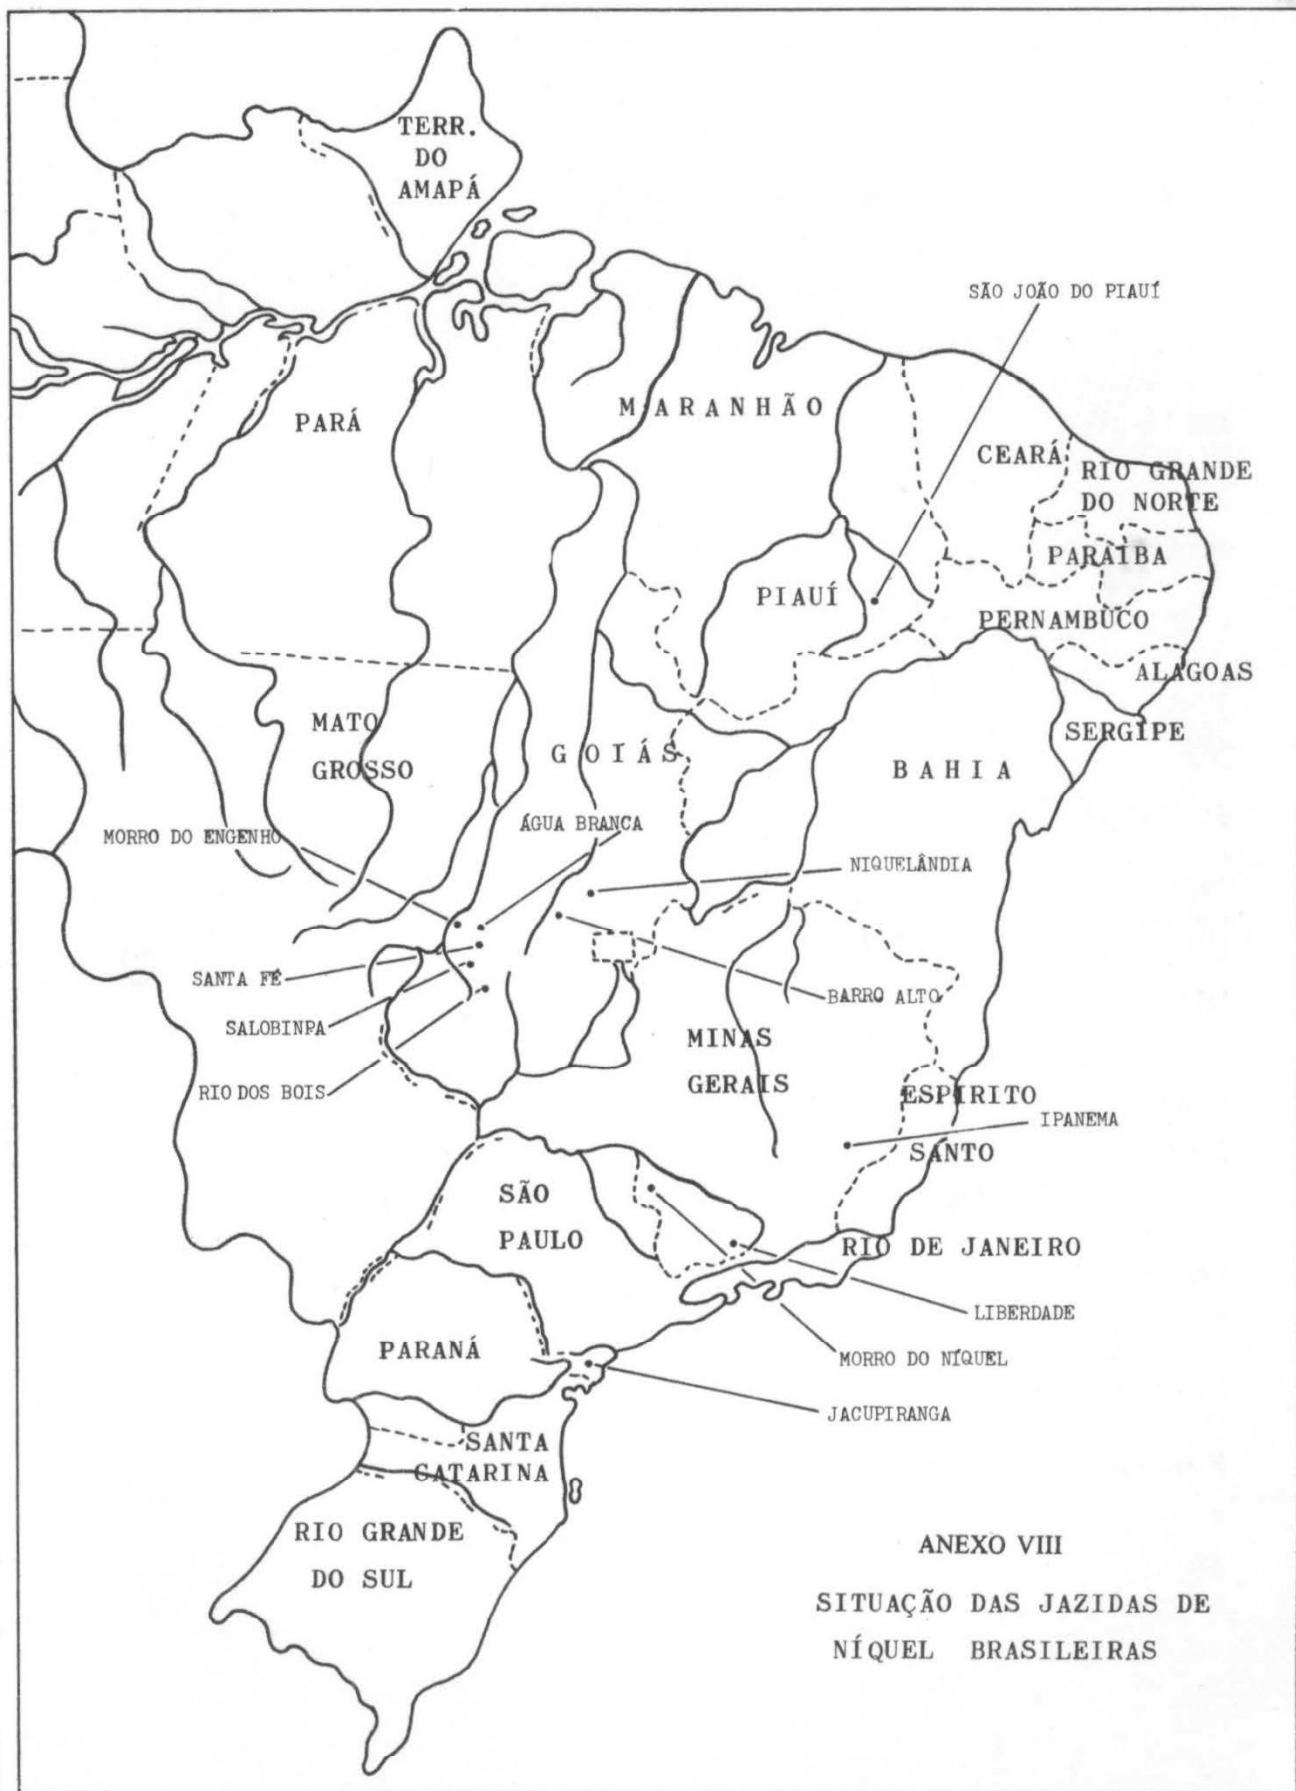 TERR.
DO
AMAPÁ
SÃO JOÃO DO PIAUÍ
MARANHÃO
PARÁ
CEARÁ
RIO GRANDE
DO NORTE
PARAÍBA
PIAUÍ
PERNAMBUCO
ALAGOAS
MATO
GROSSO
GOIÁS
SERGIPE
BAHIA
MORRO DO ENGENHO
ÁGUA BRANCA
NIQUELÂNDIA
SANTA FÉ
BARRO ALTO
SALOBINPA
MINAS
GERAIS
RIO DOS BOIS
ESPÍRITO
SANTO
IPANEMA
SÃO
PAULO
RIO DE JANEIRO
LIBERDADE
PARANÁ
MORRO DO NÍQUEL
JACUPIRANGA
SANTA
CATARINA
RIO GRANDE
DO SUL
ANEXO VIII
SITUAÇÃO DAS JAZIDAS DE
NÍQUEL BRASILEIRAS